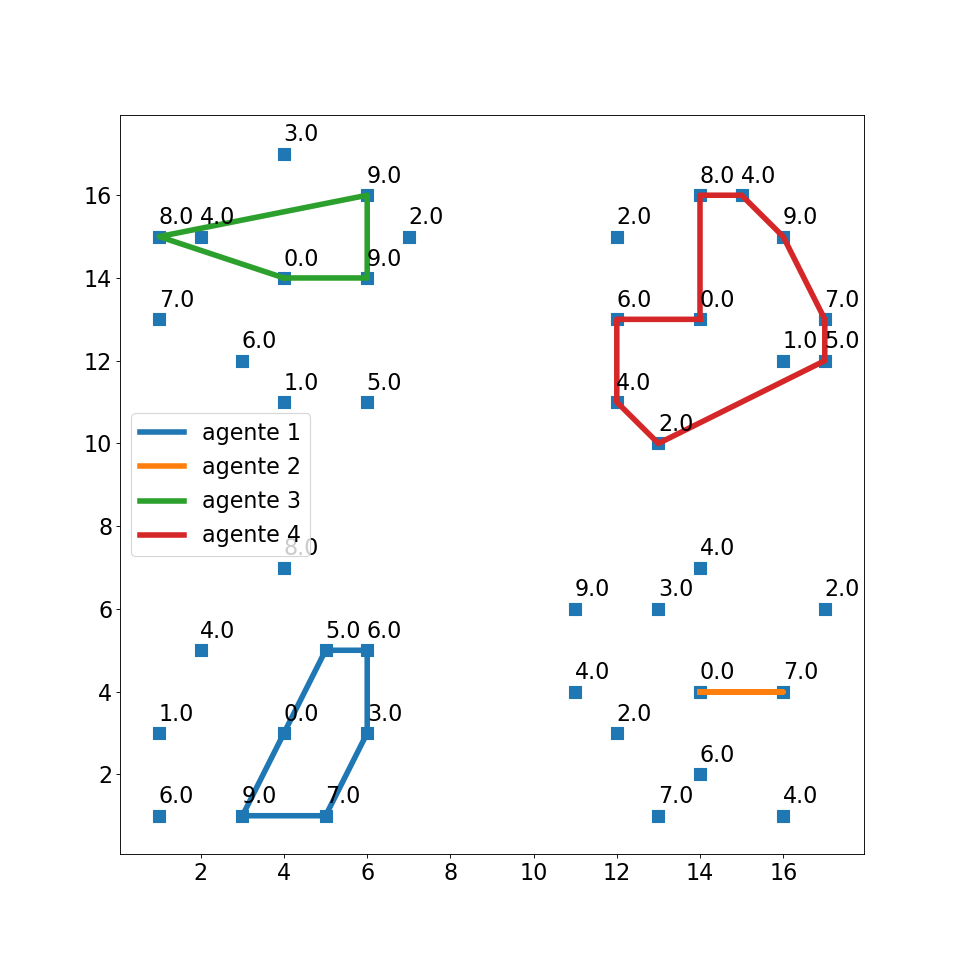 3.0
9.0
8.0 4.0
8.0 4.0 2.0
2.0 9.0
0.0 9.0
7.0 6.0 0.0 7.0
6.0 1.0 5.0
1.0 5.0 4.0
2.0
agente 1
agente 2
agente 3
agente 4
8.0 4.0
9.0 3.0 2.0
4.0 5.0 6.0
4.0 0.0 7.0
1.0 0.0 3.0 2.0
6.0
6.0 9.0 7.0 7.0 4.0
16
14
12
10
8
6
4
2
2 4 6 8 10 12 14 16